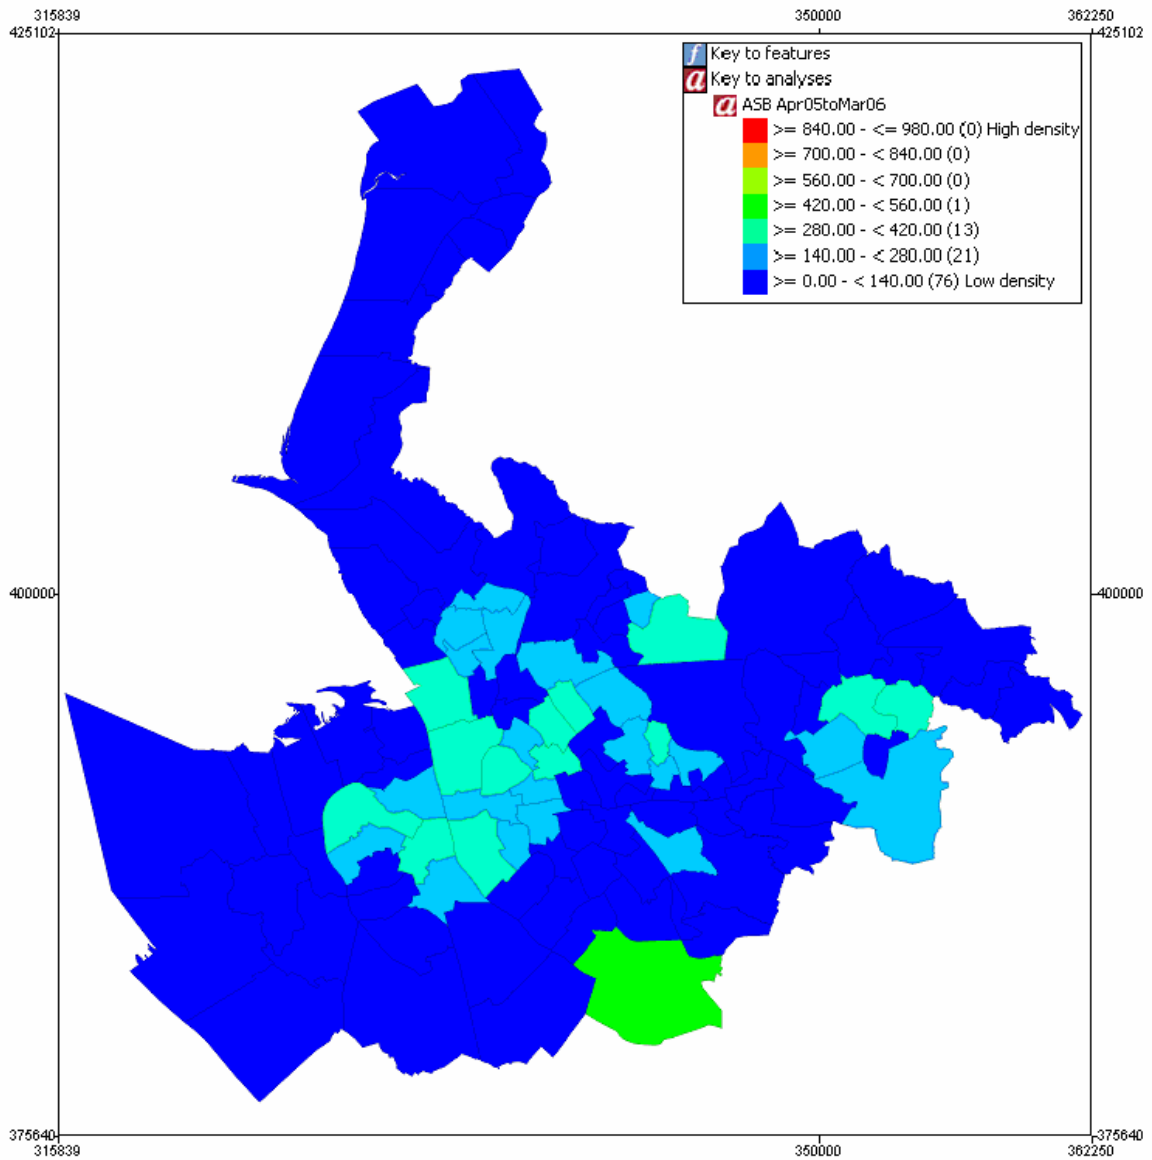 315839 350000 362250
425102 425102
f Key to features
a Key to analyses
a ASB Apr05toMar06
>= 840.00 - <= 980.00 (0) High density
>= 700.00 - < 840.00 (0)
>= 560.00 - < 700.00 (0)
>= 420.00 - < 560.00 (1)
>= 280.00 - < 420.00 (13)
>= 140.00 - < 280.00 (21)
>= 0.00 - < 140.00 (76) Low density
400000 400000
375640 375640
315839 350000 362250